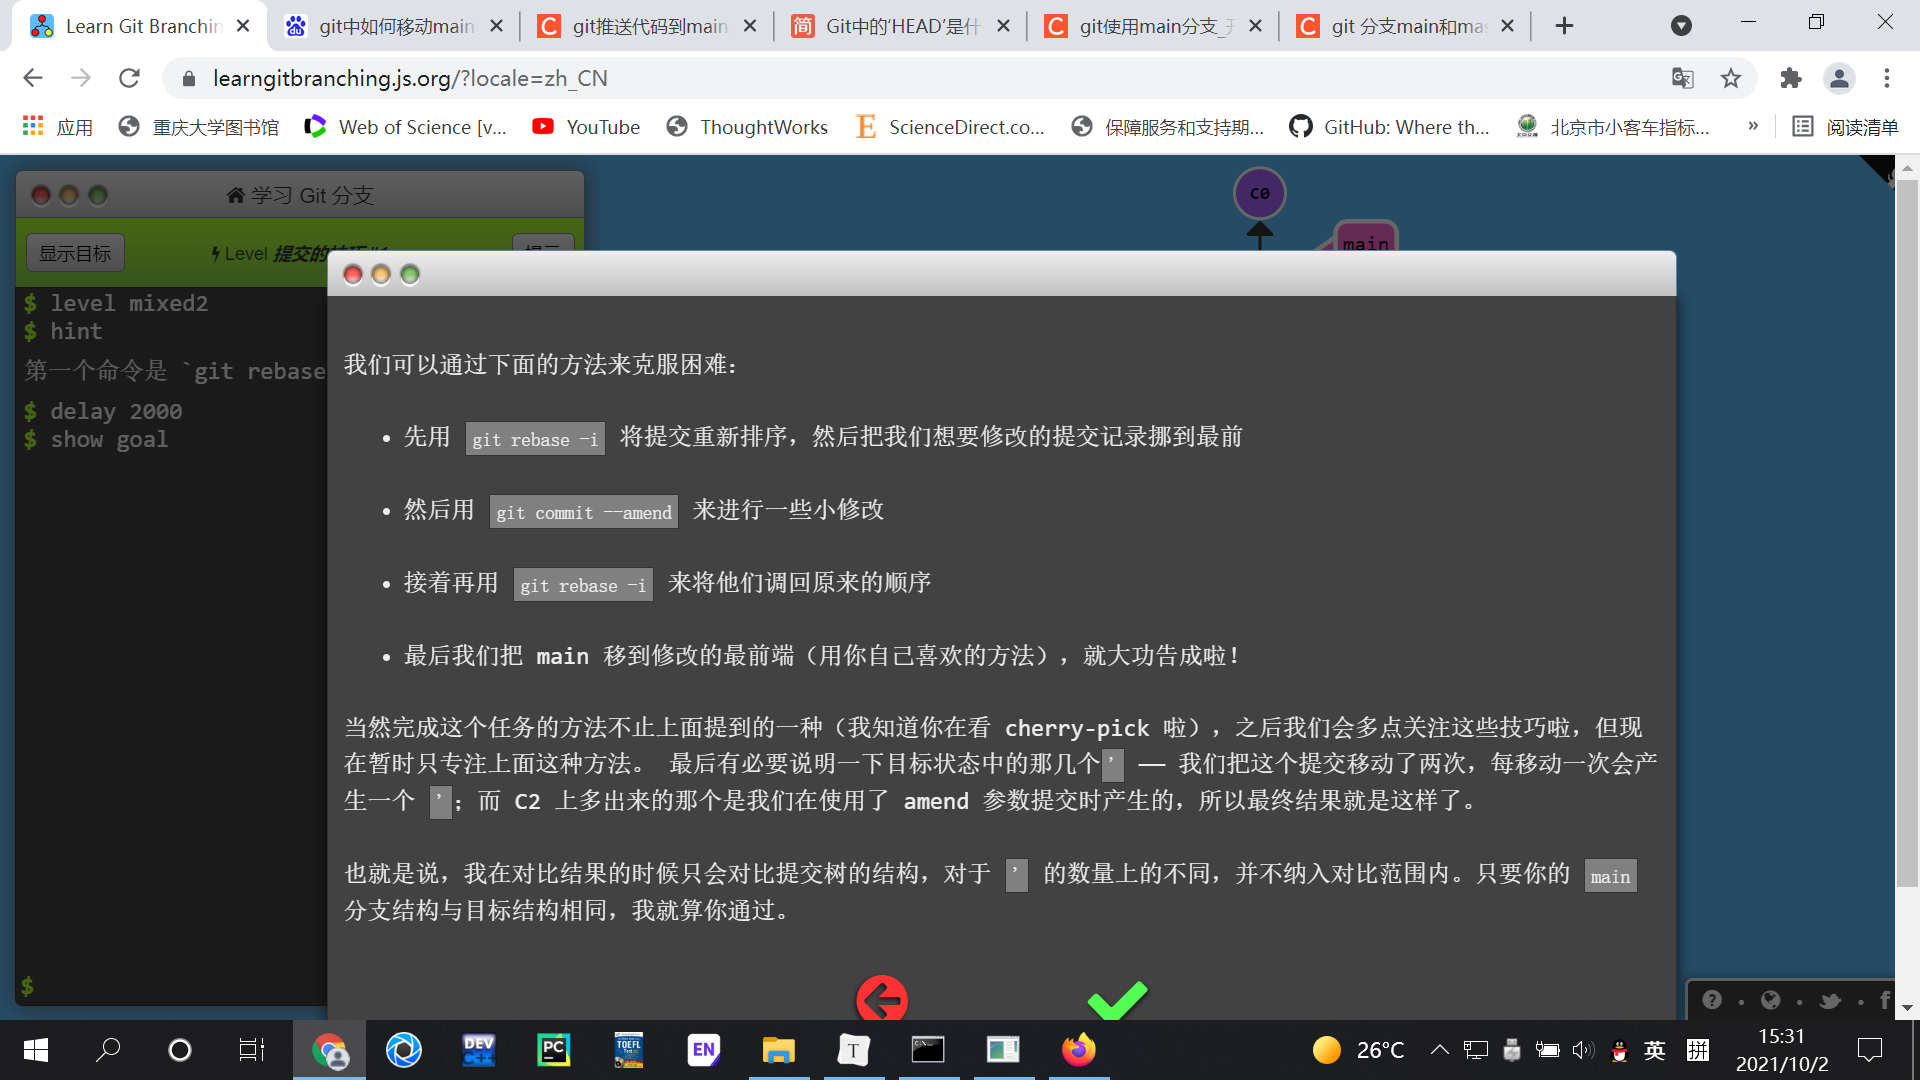 Learn Git Branchin
git中如何移动main
git推送代码到main
Git中的‘HEAD’是什
git使用main分支_开
git 分支main和mas
learngitbranching.js.org/?locale=zh_CN
应用
重庆大学图书馆
Web of Science [v...
YouTube
ThoughtWorks
ScienceDirect.co...
保障服务和支持期...
GitHub: Where th...
北京市小客车指标...
»
阅读清单
学习 Git 分支
C0
main
显示目标
Level 提交的技巧 #1
提示
$ level mixed2
$ hint
第一个命令是 `git rebase
$ delay 2000
$ show goal
$
我们可以通过下面的方法来克服困难：
• 先用 git rebase -i 将提交重新排序，然后把我们想要修改的提交记录挪到最前
• 然后用 git commit --amend 来进行一些小修改
• 接着再用 git rebase -i 来将他们调回原来的顺序
• 最后我们把 main 移到修改的最前端（用你自己喜欢的方法），就大功告成啦！
当然完成这个任务的方法不止上面提到的一种（我知道你在看 cherry-pick 啦），之后我们会多点关注这些技巧啦，但现
在暂时只专注上面这种方法。 最后有必要说明一下目标状态中的那几个' —— 我们把这个提交移动了两次，每移动一次会产
生一个 '；而 C2 上多出来的那个是我们在使用了 amend 参数提交时产生的，所以最终结果就是这样了。
也就是说，我在对比结果的时候只会对比提交树的结构，对于 ' 的数量上的不同，并不纳入对比范围内。只要你的 main
分支结构与目标结构相同，我就算你通过。
DEV
C++
PC
TOEFL
EN
T
26°C
英
拼
15:31
2021/10/2